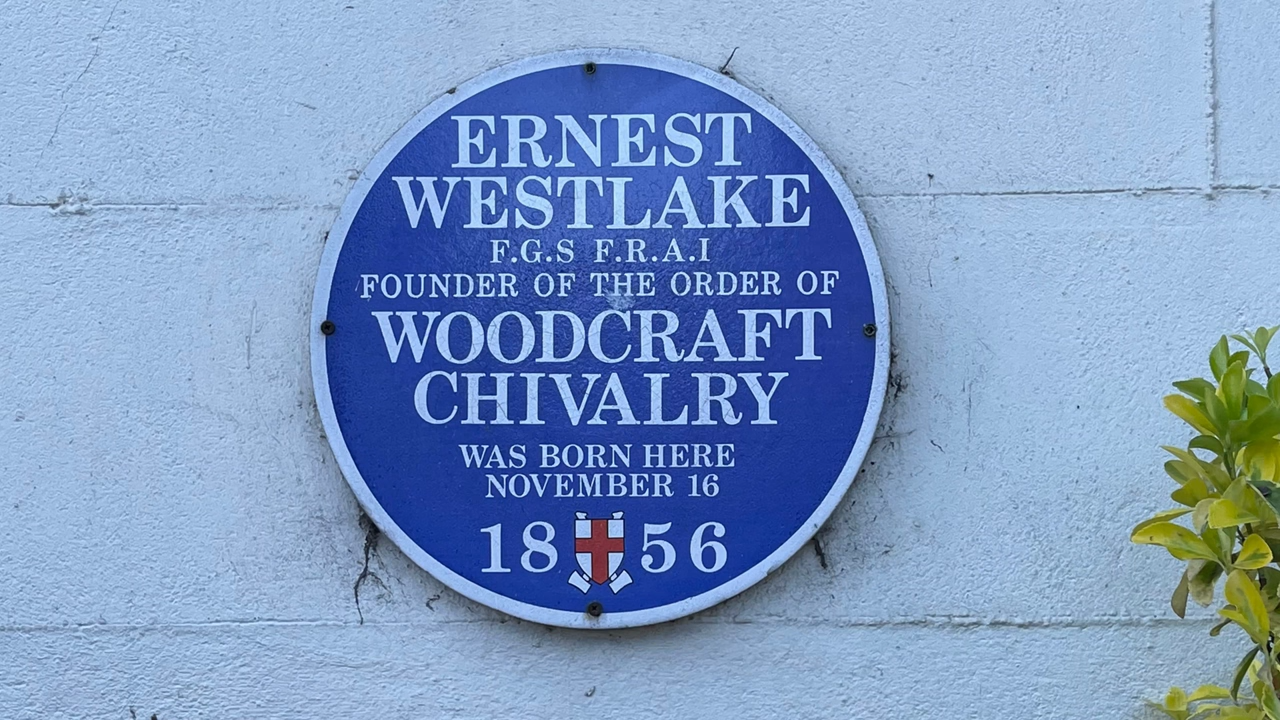 ERNEST
WESTLAKE
F.G.S F.R.A.I
FOUNDER OF THE ORDER OF
WOODCRAFT
CHIVALRY
WAS BORN HERE
NOVEMBER 16
1856